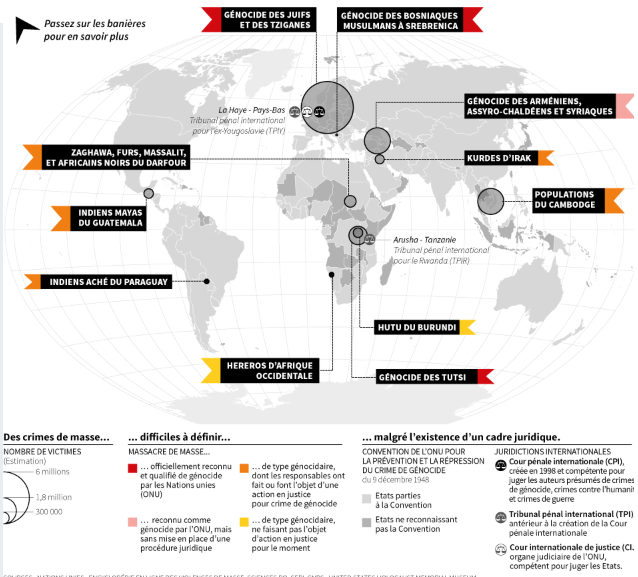 Passez sur les banières
pour en savoir plus
GÉNOCIDE DES JUIFS
ET DES TZIGANES
GÉNOCIDE DES BOSNIAQUES
MUSULMANS À SREBRENICA
La Haye - Pays-Bas
Tribunal pénal international
pour l'éx-Yougoslavie (TPIY)
GÉNOCIDE DES ARMÉNIENS,
ASSYRO-CHALDÉENS ET SYRIAQUES
ZAGHAWA, FURS, MASSALIT,
ET AFRICAINS NOIRS DU DARFOUR
KURDES D'IRAK
POPULATIONS
DU CAMBODGE
INDIENS MAYAS
DU GUATEMALA
Arusha - Tanzanie
Tribunal pénal international
pour le Rwanda (TPIR)
INDIENS ACHÉ DU PARAGUAY
HUTU DU BURUNDI
HEREROS D'AFRIQUE
OCCIDENTALE
GÉNOCIDE DES TUTSI
Des crimes de masse...
NOMBRE DE VICTIMES
(Estimation)
6 millions
1,8 million
300 000
... difficiles à définir...
MASSACRE DE MASSE...
... officiellement reconnu
et qualifié de génocide
par les Nations unies
(ONU)
... reconnu comme
génocide par l'ONU, mais
sans mise en place d'une
procédure juridique
... de type génocidaire,
dont les responsables ont
fait ou font l'objet d'une
action en justice
pour crime de génocide
... de type génocidaire,
ne faisant pas l'objet
d'action en justice
pour le moment
... malgré l'existence d'un cadre juridique.
CONVENTION DE L'ONU POUR
LA PRÉVENTION ET LA RÉPRESSION
DU CRIME DE GÉNOCIDE
du 9 décembre 1948
Etats parties
à la Convention
Etats ne reconnaissant
pas la Convention
JURIDICTIONS INTERNATIONALES
Cour pénale internationale (CPI),
créée en 1998 et compétente pour
juger les auteurs présumés de crimes
de génocide, crimes contre l'humanit
et crimes de guerre
Tribunal pénal international (TPI)
antérieur à la création de la Cour
pénale internationale
Cour internationale de justice (CI.
organe judiciaire de l'ONU,
compétent pour juger les Etats.